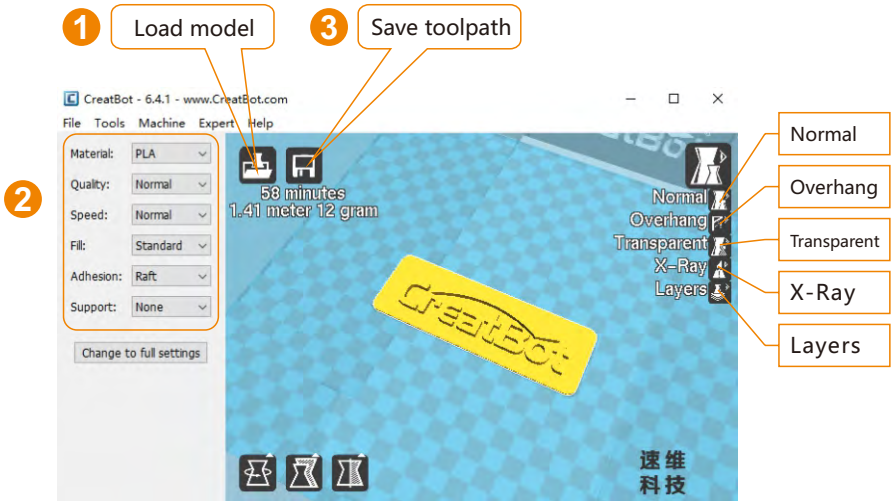 1 Load model
3 Save toolpath
C CreatBot - 6.4.1 - www.CreatBot.com
File Tools Machine Expert Help
2
Material: PLA
Quality: Normal
Speed: Normal
Fill: Standard
Adhesion: Raft
Support: None
Change to full settings
58 minutes
1.41 meter 12 gram
CreatBot
Normal
Overhang
Transparent
X-Ray
Layers
CreatBot
速维
科技
Normal
Overhang
Transparent
X-Ray
Layers